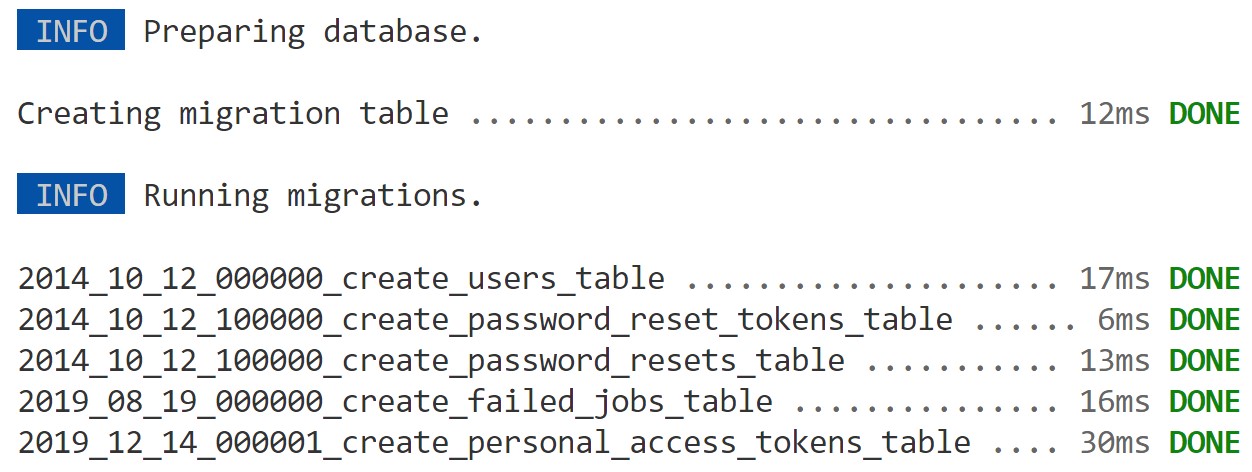 INFO Preparing database.
Creating migration table ................................. 12ms DONE
INFO Running migrations.
2014_10_12_000000_create_users_table ..................... 17ms DONE
2014_10_12_100000_create_password_reset_tokens_table ...... 6ms DONE
2014_10_12_100000_create_password_resets_table ........... 13ms DONE
2019_08_19_000000_create_failed_jobs_table ............... 16ms DONE
2019_12_14_000001_create_personal_access_tokens_table .... 30ms DONE